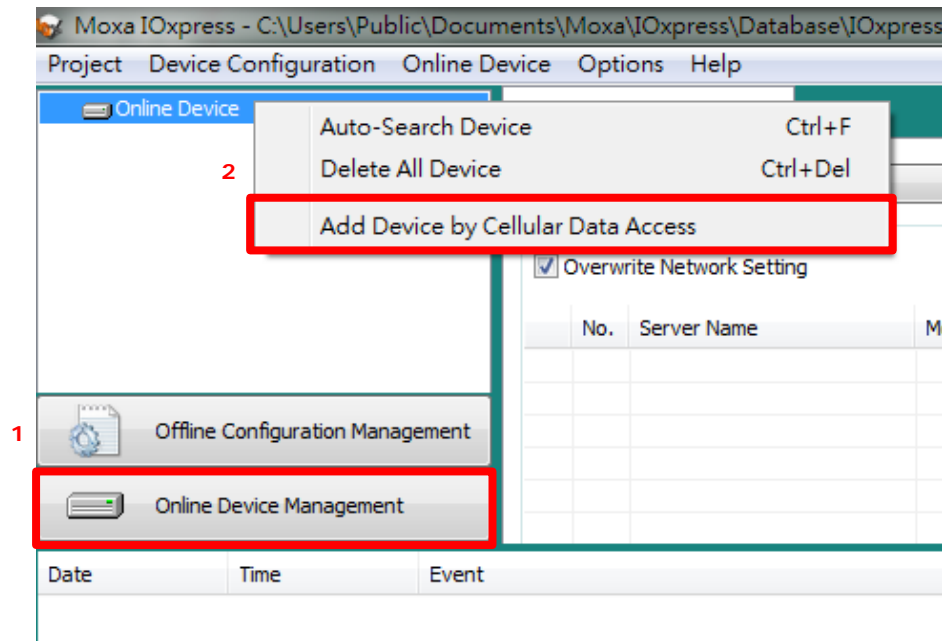 Moxa IOxpress - C:\Users\Public\Documents\Moxa\IOxpress\Database\IOxpress
Project Device Configuration Online Device Options Help
Online Device
Auto-Search Device Ctrl+F
2 Delete All Device Ctrl+Del
Add Device by Cellular Data Access
Overwrite Network Setting
No. Server Name
1 Offline Configuration Management
Online Device Management
Date Time Event